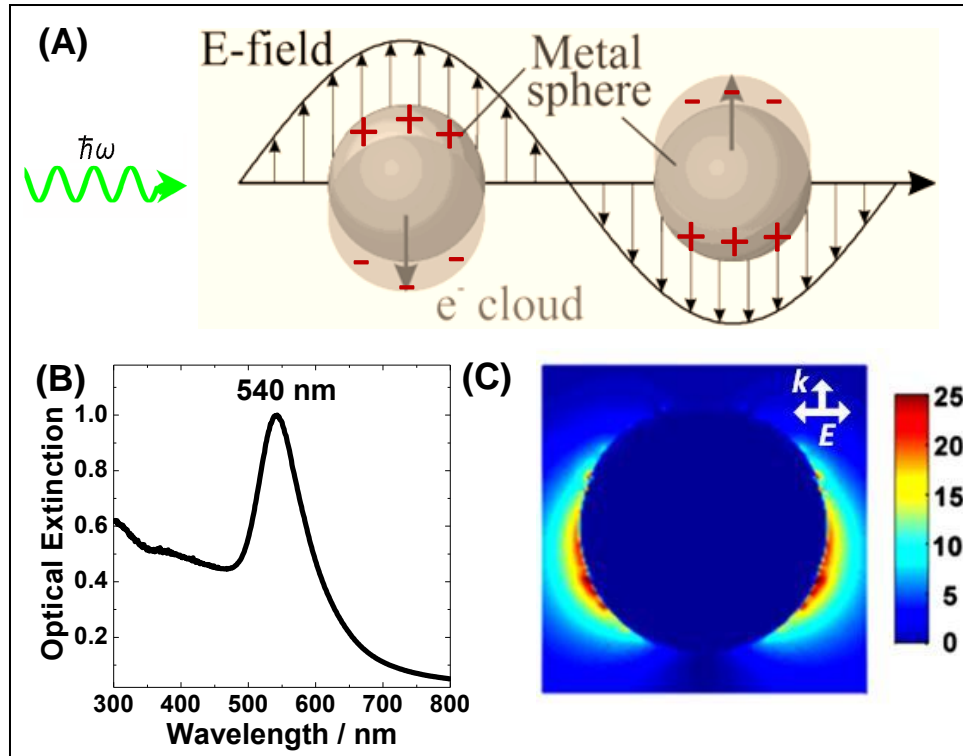 (A)
E-field
Metal
sphere
ħω
+ + +
- - -
- - -
+ + +
e⁻ cloud
(B)
540 nm
Optical Extinction
1.0
0.8
0.6
0.4
0.2
300 400 500 600 700 800
Wavelength / nm
(C)
k
E
25
20
15
10
5
0